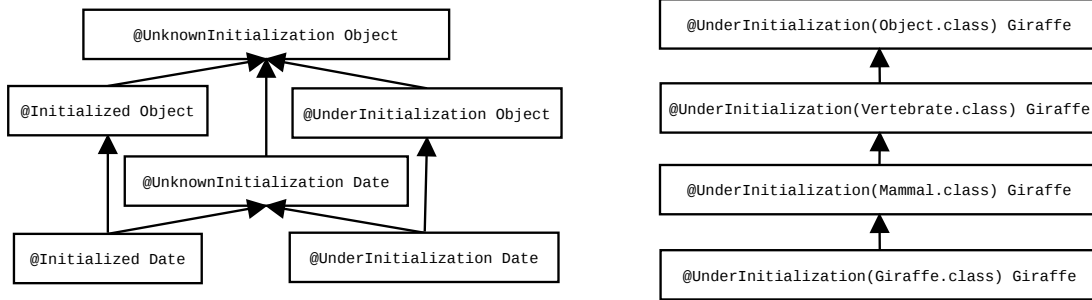 @UnknownInitialization Object
@Initialized Object
@UnderInitialization Object
@UnknownInitialization Date
@Initialized Date
@UnderInitialization Date
@UnderInitialization(Object.class) Giraffe
@UnderInitialization(Vertebrate.class) Giraffe
@UnderInitialization(Mammal.class) Giraffe
@UnderInitialization(Giraffe.class) Giraffe